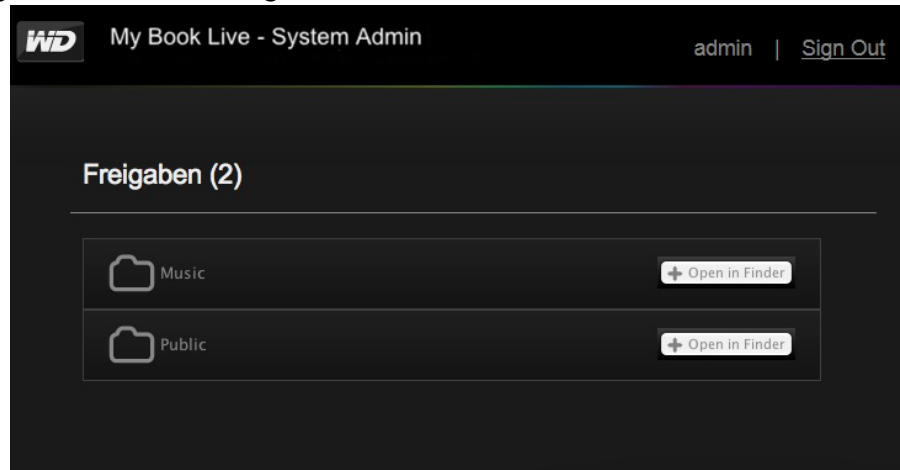 WD My Book Live - System Admin
admin | Sign Out
Freigaben (2)
Music
Open in Finder
Public
Open in Finder